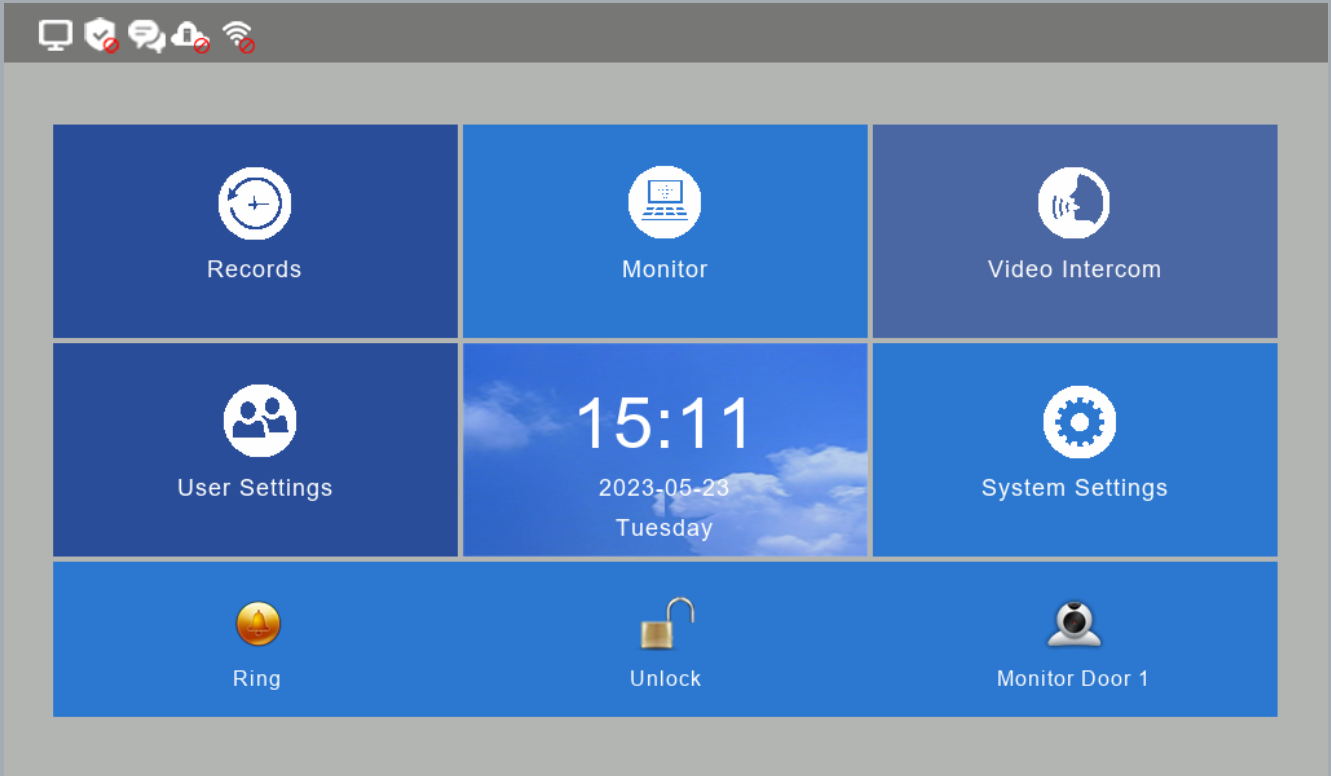 Records
Monitor
Video Intercom
User Settings
15:11
2023-05-23
Tuesday
System Settings
Ring
Unlock
Monitor Door 1